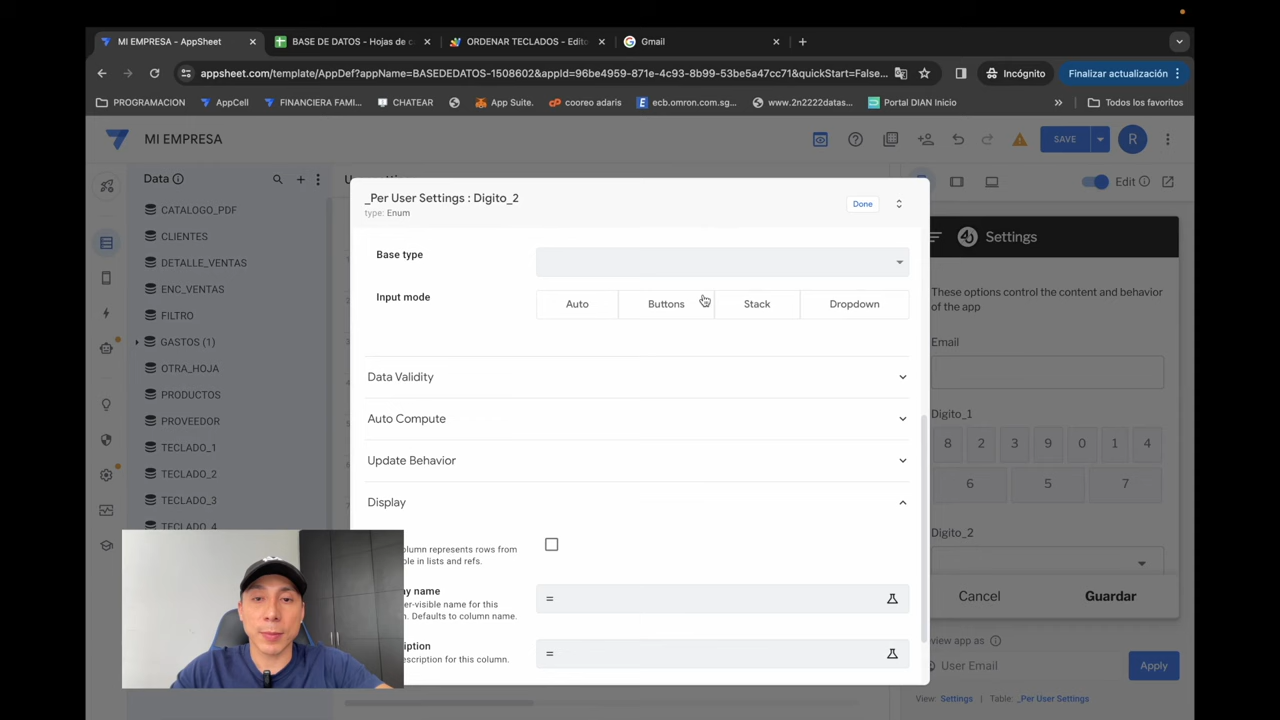 MI EMPRESA - AppSheet
BASE DE DATOS - Hojas de c
ORDENAR TECLADOS - Edito
Gmail
appsheet.com/template/AppDef?appName=BASEDEDATOS-1508602&appId=96be4959-871e-4c93-8b99-53be5a47cc71&quickStart=False...
Incógnito
Finalizar actualización
PROGRAMACION
AppCell
FINANCIERA FAMI...
CHATEAR
App Suite.
cooreo adaris
ecb.omron.com.sg...
www.2n2222datas...
Portal DIAN Inicio
»
Todos los favoritos
MI EMPRESA
SAVE
R
Data
CATALOGO_PDF
CLIENTES
DETALLE_VENTAS
ENC_VENTAS
FILTRO
GASTOS (1)
OTRA_HOJA
PRODUCTOS
PROVEEDOR
TECLADO_1
TECLADO_2
TECLADO_3
TECLADO_4
_Per User Settings : Digito_2
type: Enum
Done
Base type
Input mode
Auto
Buttons
Stack
Dropdown
Data Validity
Auto Compute
Update Behavior
Display
olumn represents rows from
le in lists and refs.
y name
er-visible name for this
n. Defaults to column name.
=
iption
escription for this column.
=
Edit
Settings
These options control the content and behavior
of the app
Email
Digito_1
8 2 3 9 0 1 4
6 5 7
Digito_2
Cancel
Guardar
iew app as
User Email
Apply
View: Settings | Table: _Per User Settings